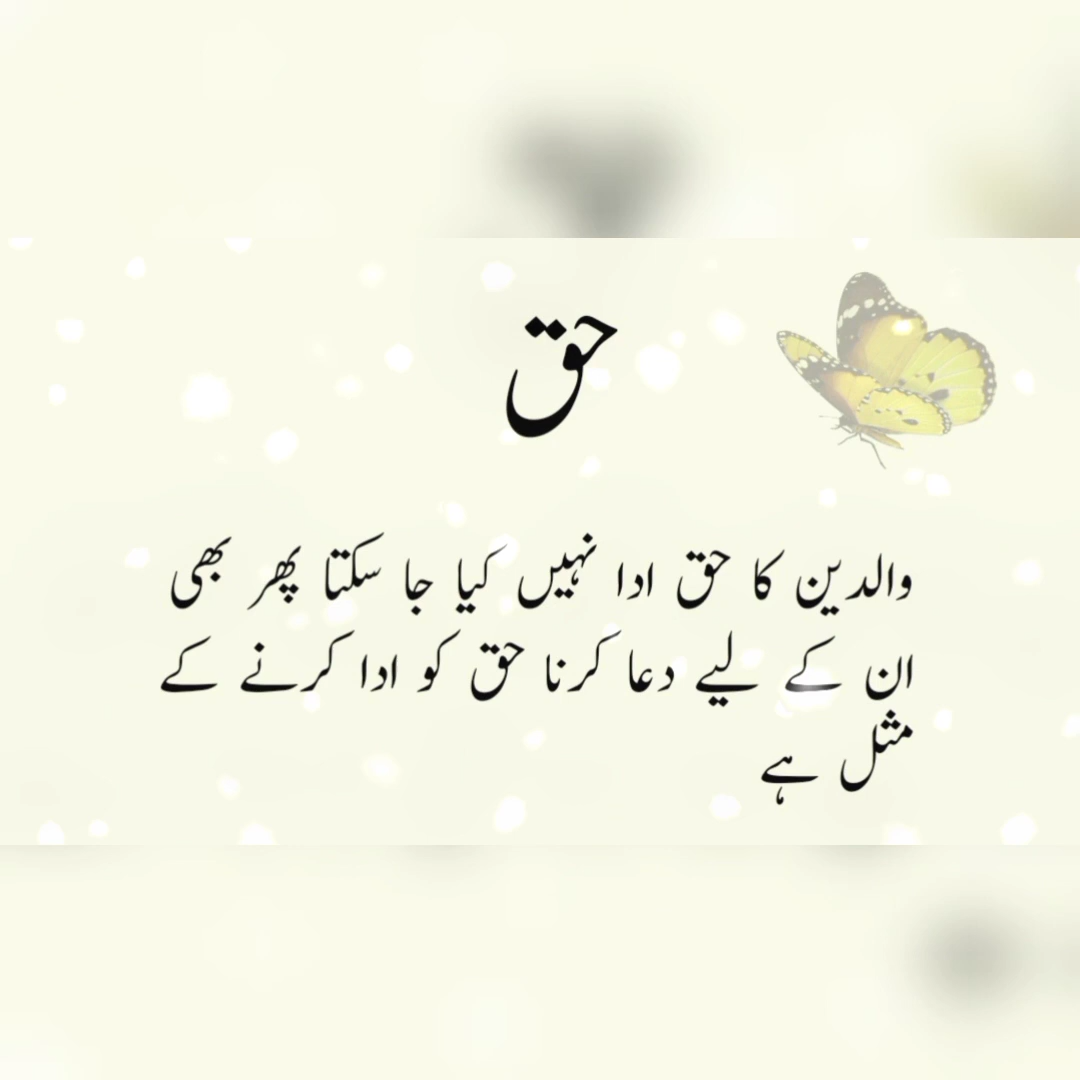 حق
والدین کا حق ادا نہیں کیا جا سکتا پھر بھی
ان کے لیے دعا کرنا حق کو ادا کرنے کے
مثل ہے